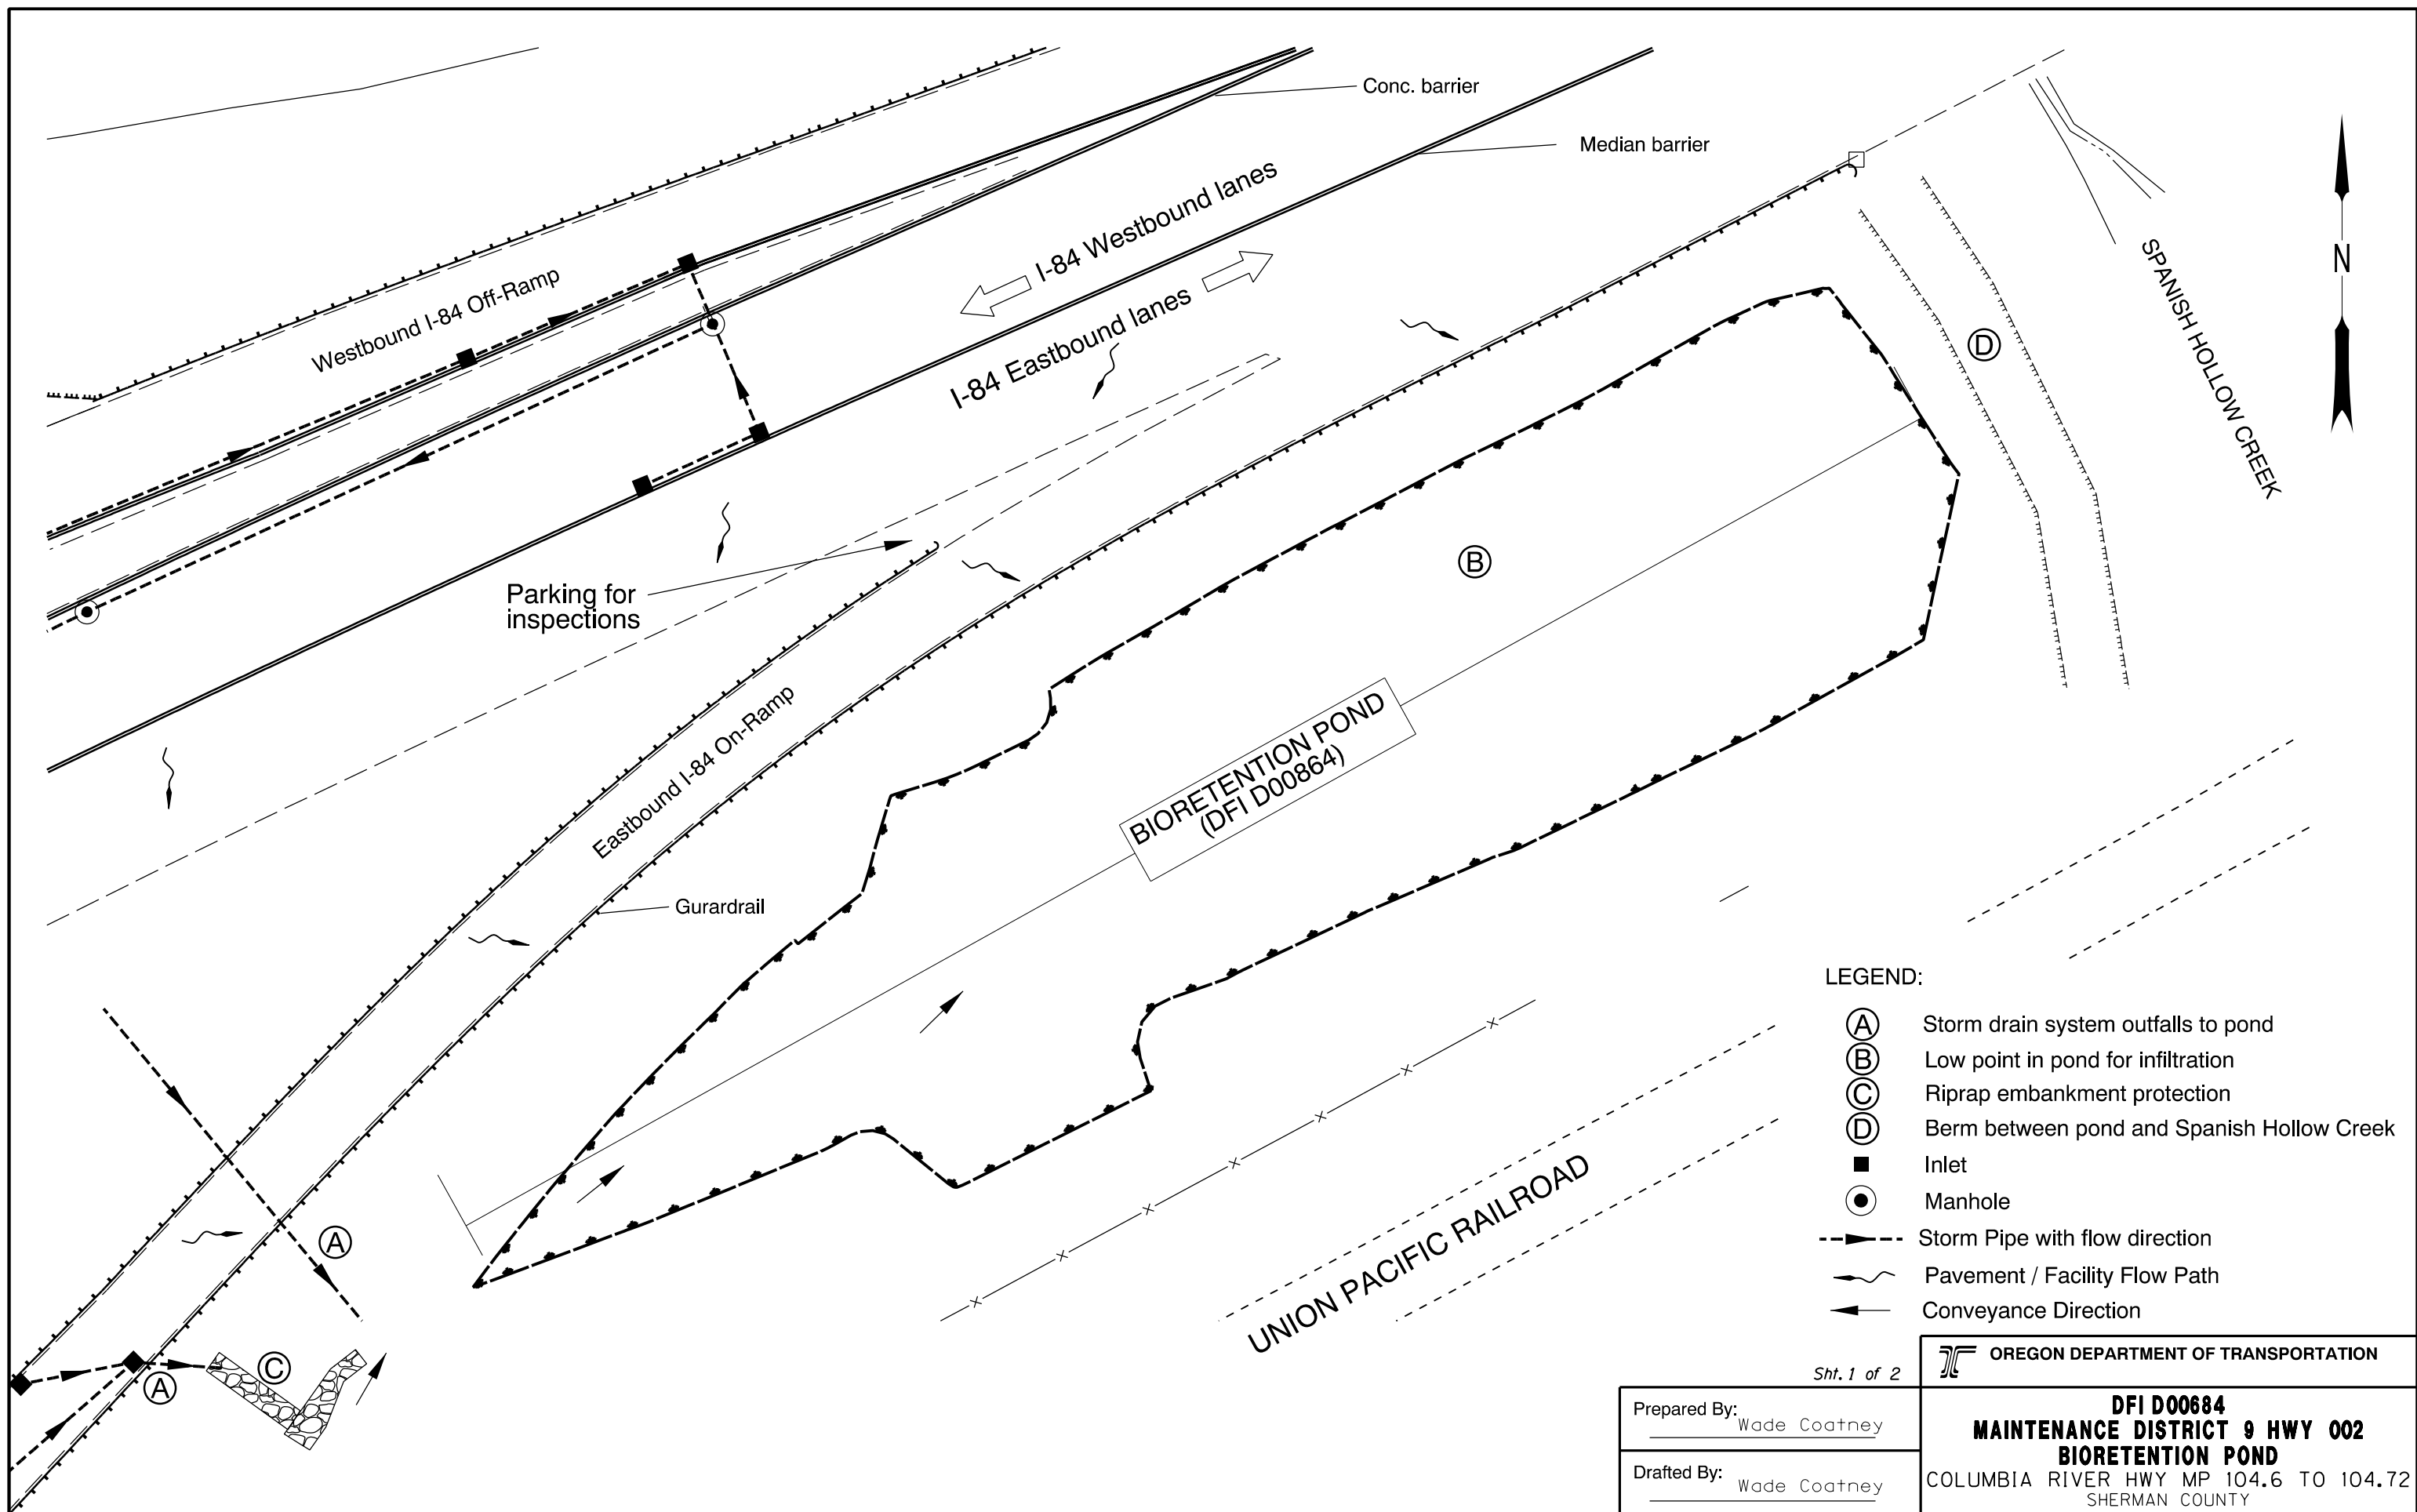 Conc. barrier
Median barrier
I-84 Westbound lanes
I-84 Eastbound lanes
Westbound I-84 Off-Ramp
N
SPANISH HOLLOW CREEK
D
B
Parking for
inspections
Eastbound I-84 On-Ramp
BIORETENTION POND
(DFI D00864)
Gurardrail
A
A
C
UNION PACIFIC RAILROAD
LEGEND:
A Storm drain system outfalls to pond
B Low point in pond for infiltration
C Riprap embankment protection
D Berm between pond and Spanish Hollow Creek
Inlet
Manhole
Storm Pipe with flow direction
Pavement / Facility Flow Path
Conveyance Direction
Sht. 1 of 2
OREGON DEPARTMENT OF TRANSPORTATION
Prepared By: Wade Coatney
Drafted By: Wade Coatney
DFI D00684
MAINTENANCE DISTRICT 9 HWY 002
BIORETENTION POND
COLUMBIA RIVER HWY MP 104.6 TO 104.72
SHERMAN COUNTY